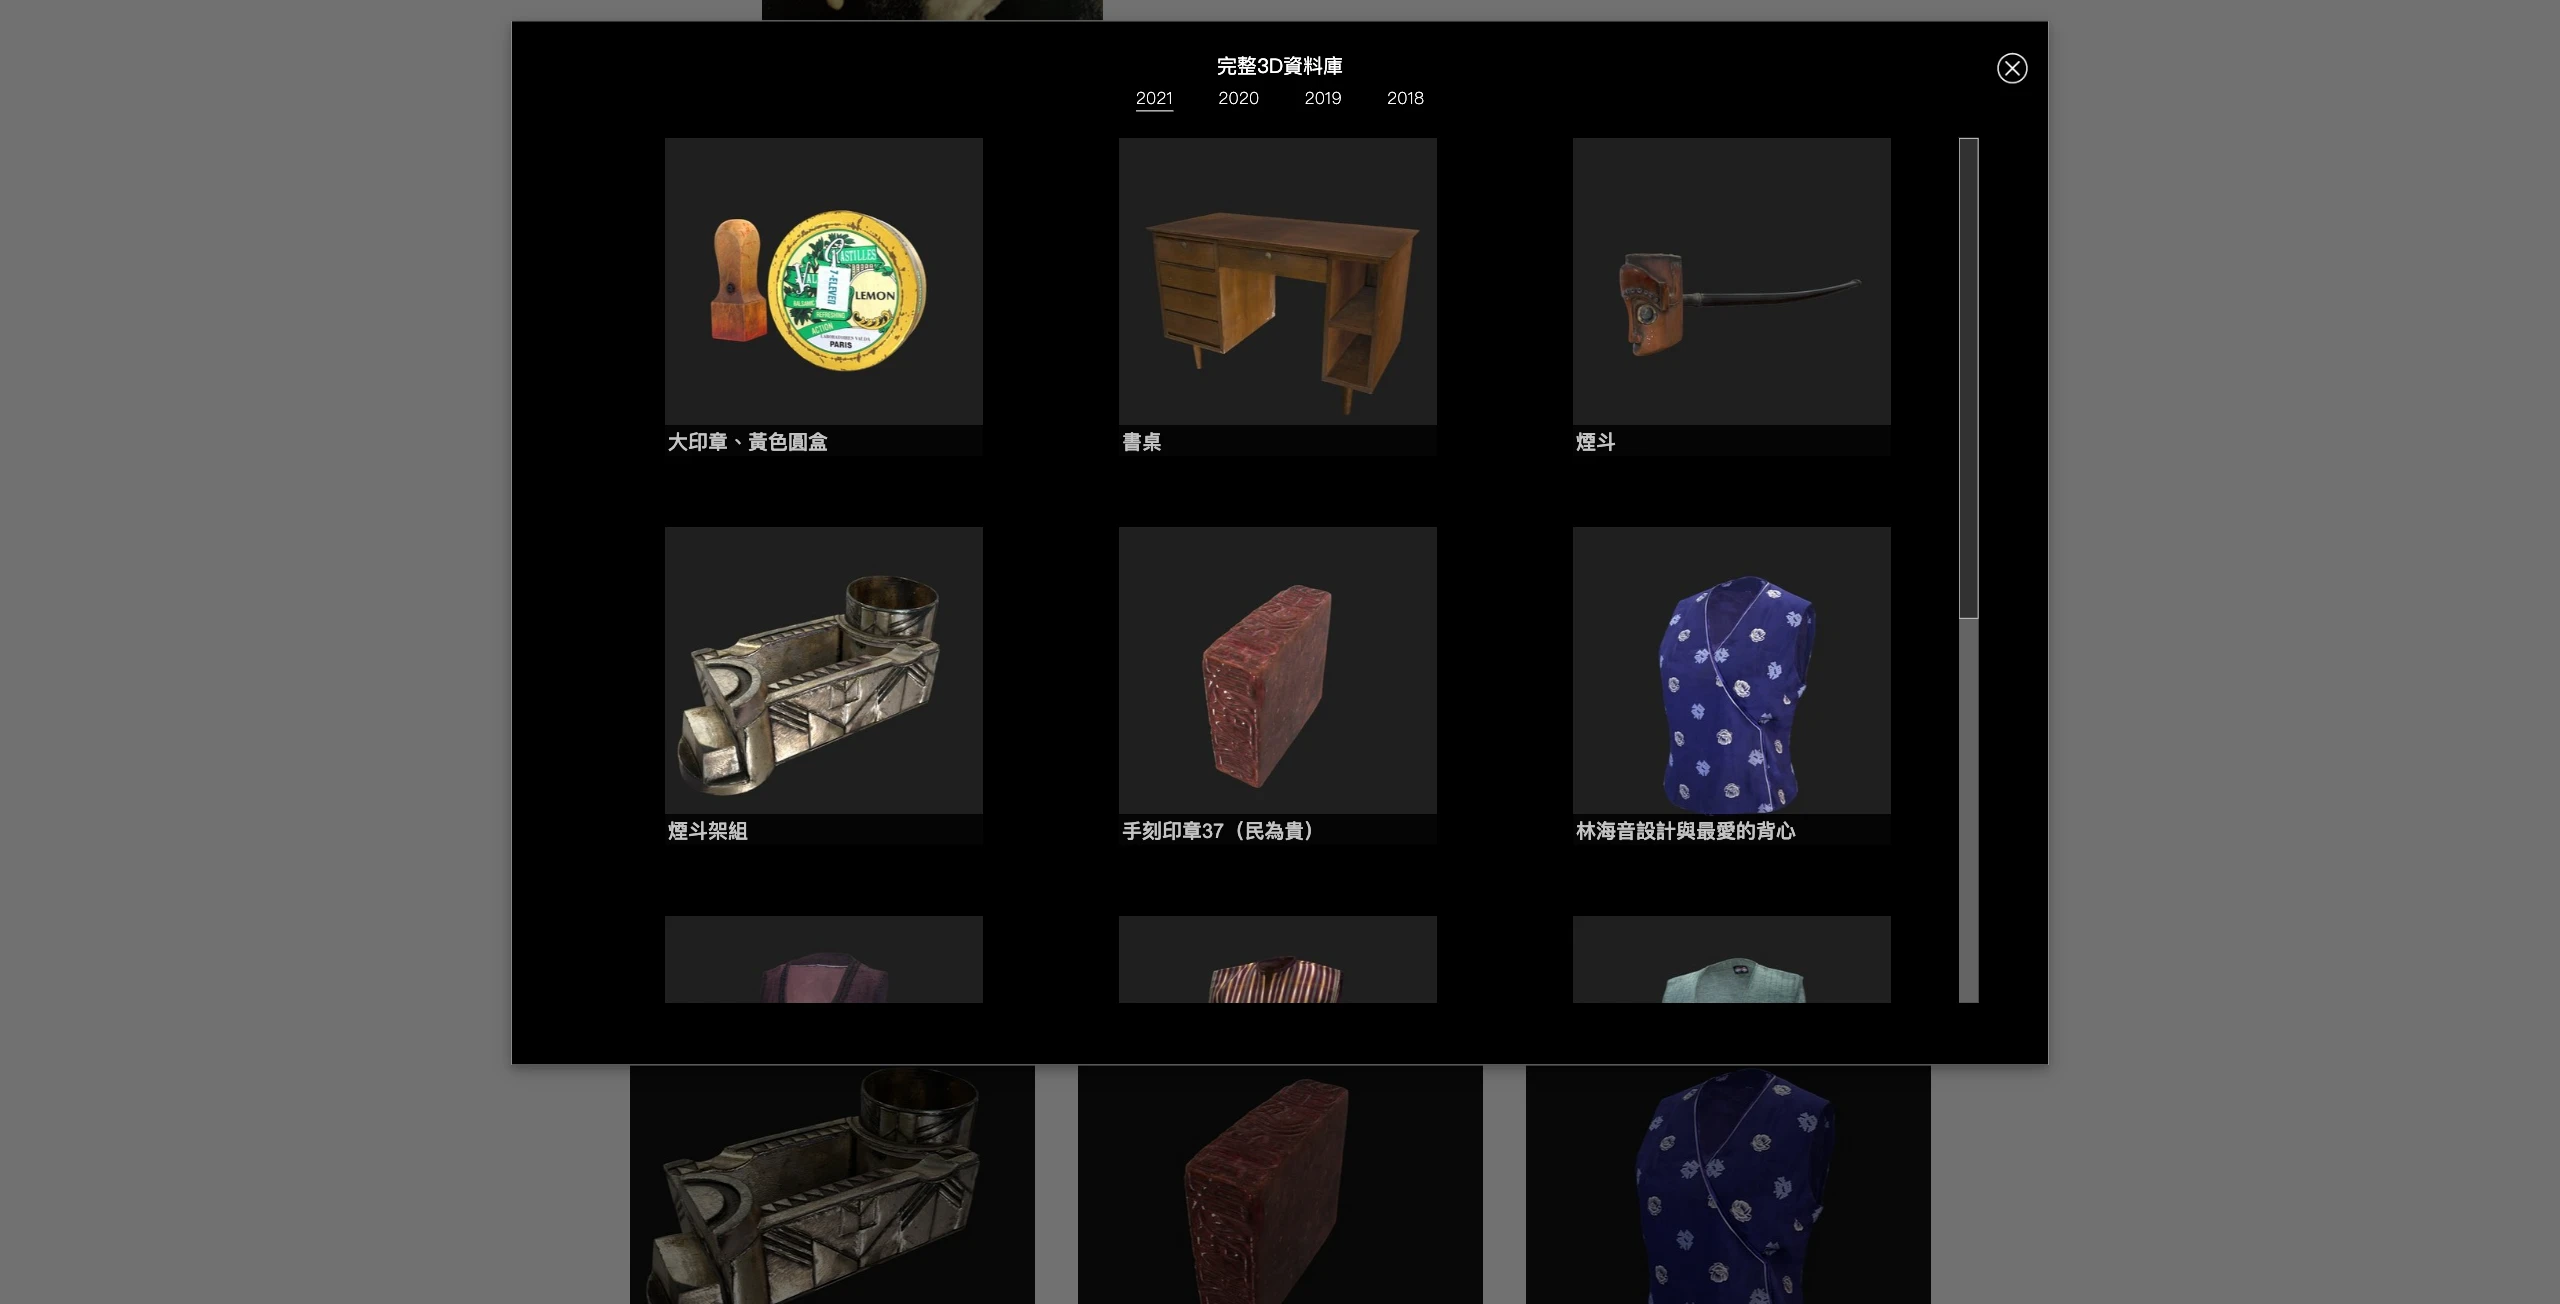 完整3D資料庫
2021 2020 2019 2018
PASTILLES
7-ELEVEN
LEMON
REFRESHING
ACTION
PARIS
大印章、黃色圓盒
書桌
煙斗
煙斗架組
手刻印章37（民為貴）
林海音設計與最愛的背心